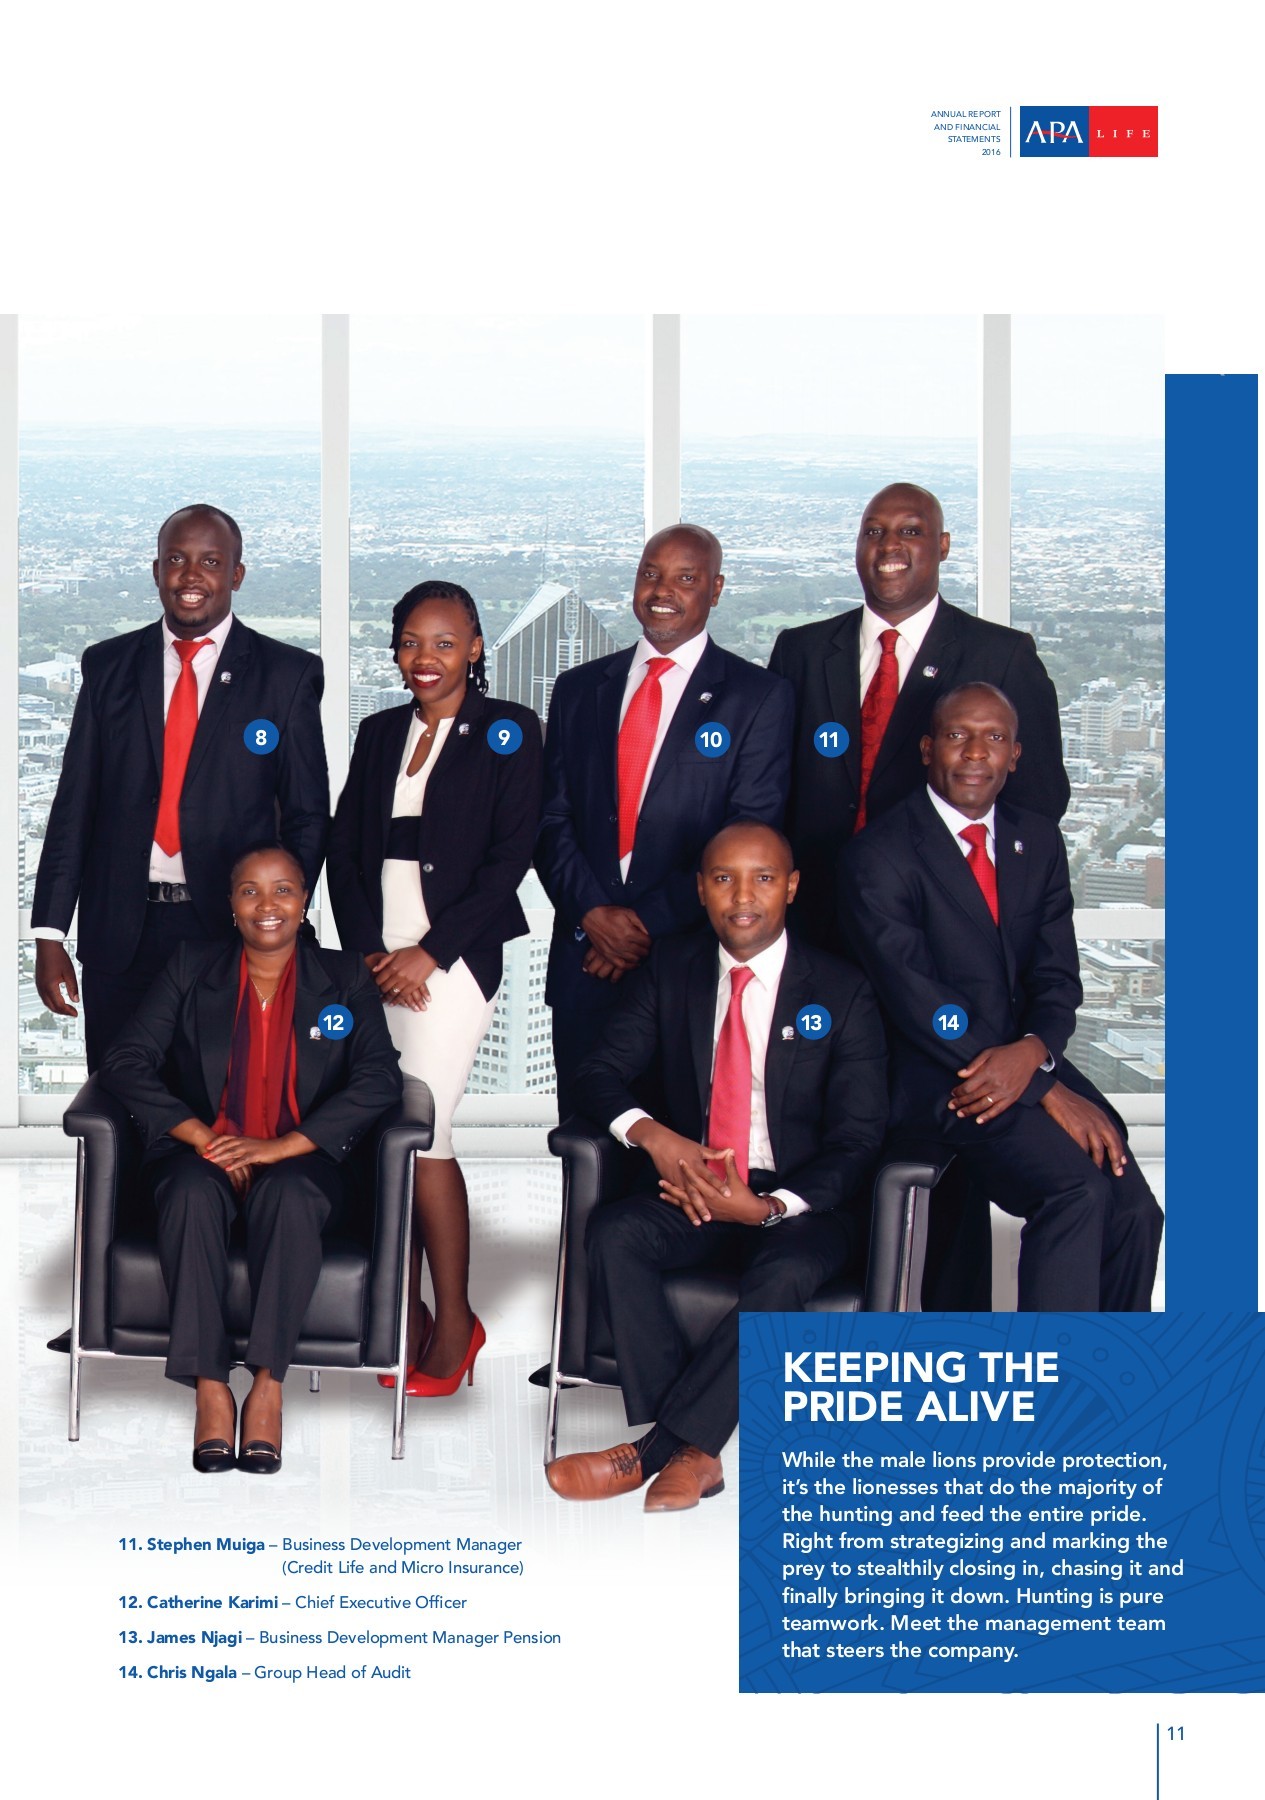 ANNUAL REPORT
AND FINANCIAL
STATEMENTS
2016
APA LIFE
8
9
10
11
12
13
14
11. Stephen Muiga – Business Development Manager
(Credit Life and Micro Insurance)
12. Catherine Karimi – Chief Executive Officer
13. James Njagi – Business Development Manager Pension
14. Chris Ngala – Group Head of Audit
KEEPING THE
PRIDE ALIVE
While the male lions provide protection,
it’s the lionesses that do the majority of
the hunting and feed the entire pride.
Right from strategizing and marking the
prey to stealthily closing in, chasing it and
finally bringing it down. Hunting is pure
teamwork. Meet the management team
that steers the company.
11